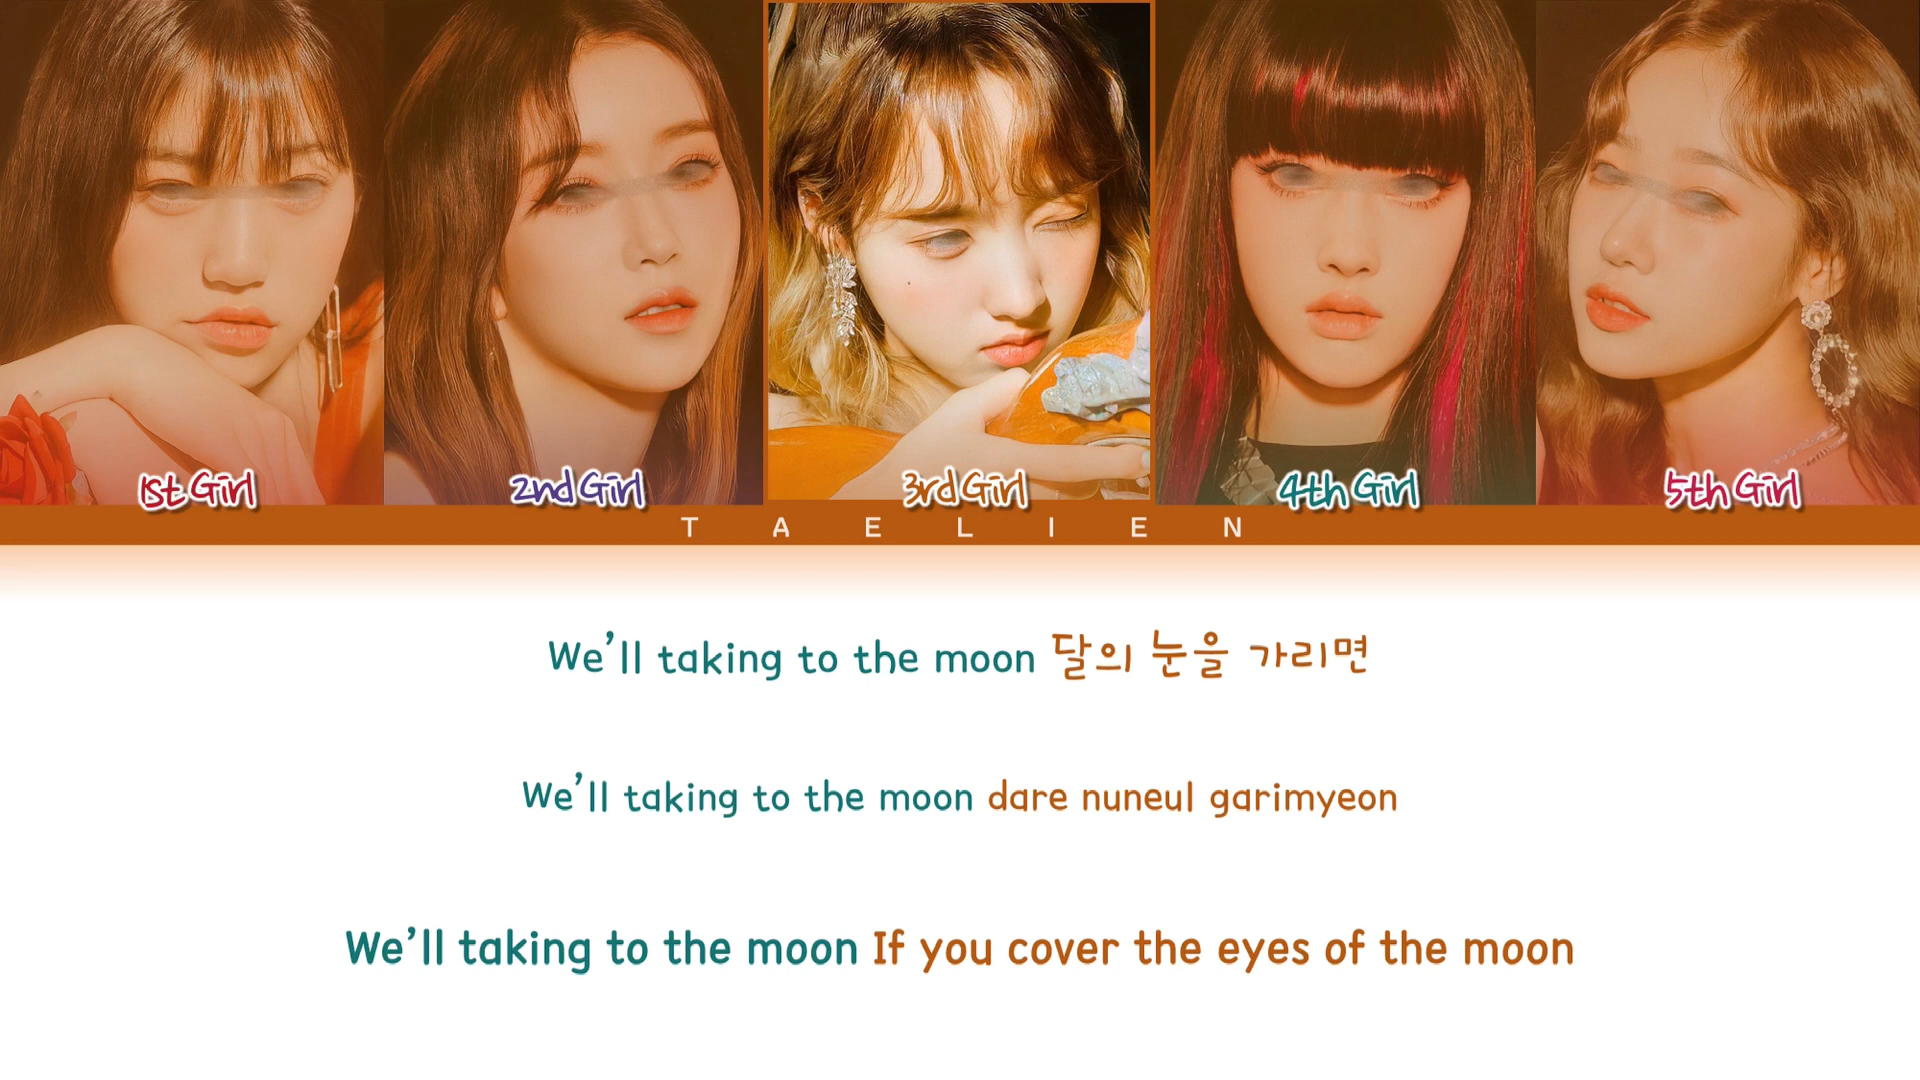 1st Girl
2nd Girl
3rd Girl
4th Girl
5th Girl
TAELIEN
We'll taking to the moon 달의 눈을 가리면
We'll taking to the moon dare nuneul garimyeon
We'll taking to the moon If you cover the eyes of the moon